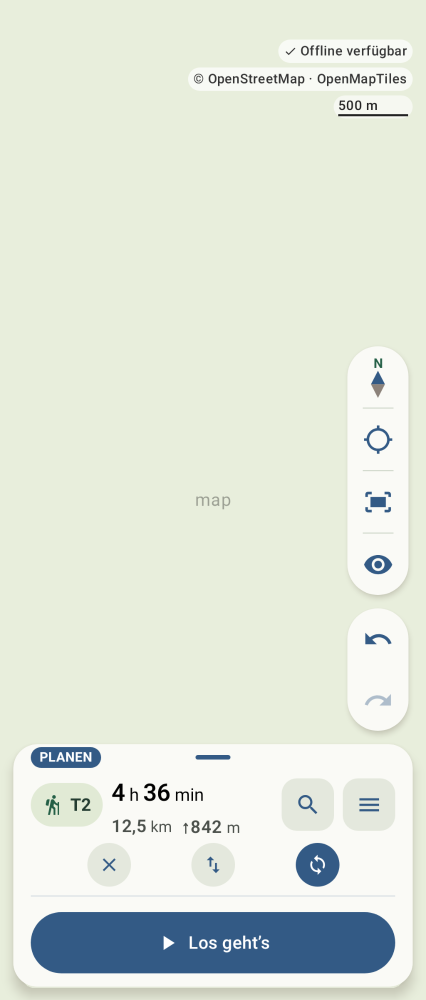 Offline verfügbar
© OpenStreetMap · OpenMapTiles
500 m
N
map
PLANEN
T2
4 h 36 min
12,5 km ↑842 m
Los geht’s